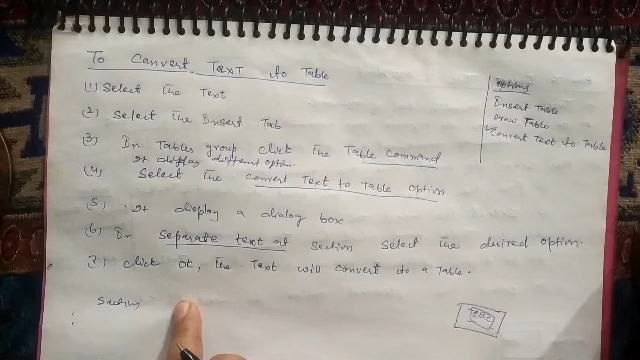 To Convert Text to Table
(1) Select the Text
(2) Select the Insert Tab
(3) In Tables group click the Table Command
It display different option.
(4) Select the convert Text to Table option
(5) It display a dialog box
(6) In separate text at section select the desired option.
(7) click ok, the Text will convert to a Table.
Section
options
Insert Table
Draw Table
Convert Text to Table